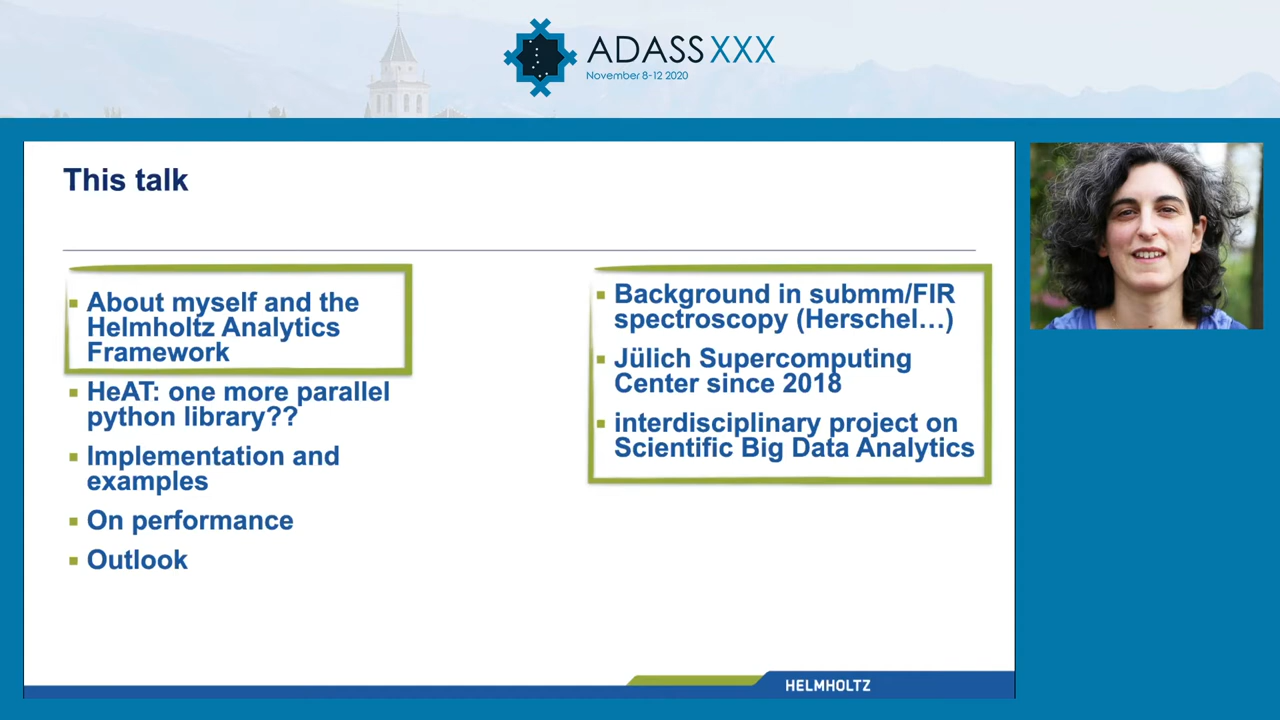 ADASS XXX
November 8-12 2020
This talk
▪ About myself and the
Helmholtz Analytics
Framework
▪ HeAT: one more parallel
python library??
▪ Implementation and
examples
▪ On performance
▪ Outlook
▪ Background in submm/FIR
spectroscopy (Herschel…)
▪ Jülich Supercomputing
Center since 2018
▪ interdisciplinary project on
Scientific Big Data Analytics
HELMHOLTZ